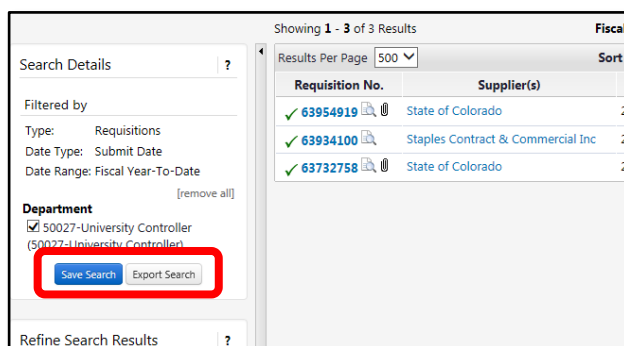 Showing 1 - 3 of 3 Results Fiscal
Results Per Page 500 Sort
Requisition No. Supplier(s)
63954919 State of Colorado 2
63934100 Staples Contract & Commercial Inc 2
63732758 State of Colorado 2
Search Details ?
Filtered by
Type: Requisitions
Date Type: Submit Date
Date Range: Fiscal Year-To-Date
[remove all]
Department
50027-University Controller
(50027-University Controller)
Save Search Export Search
Refine Search Results ?